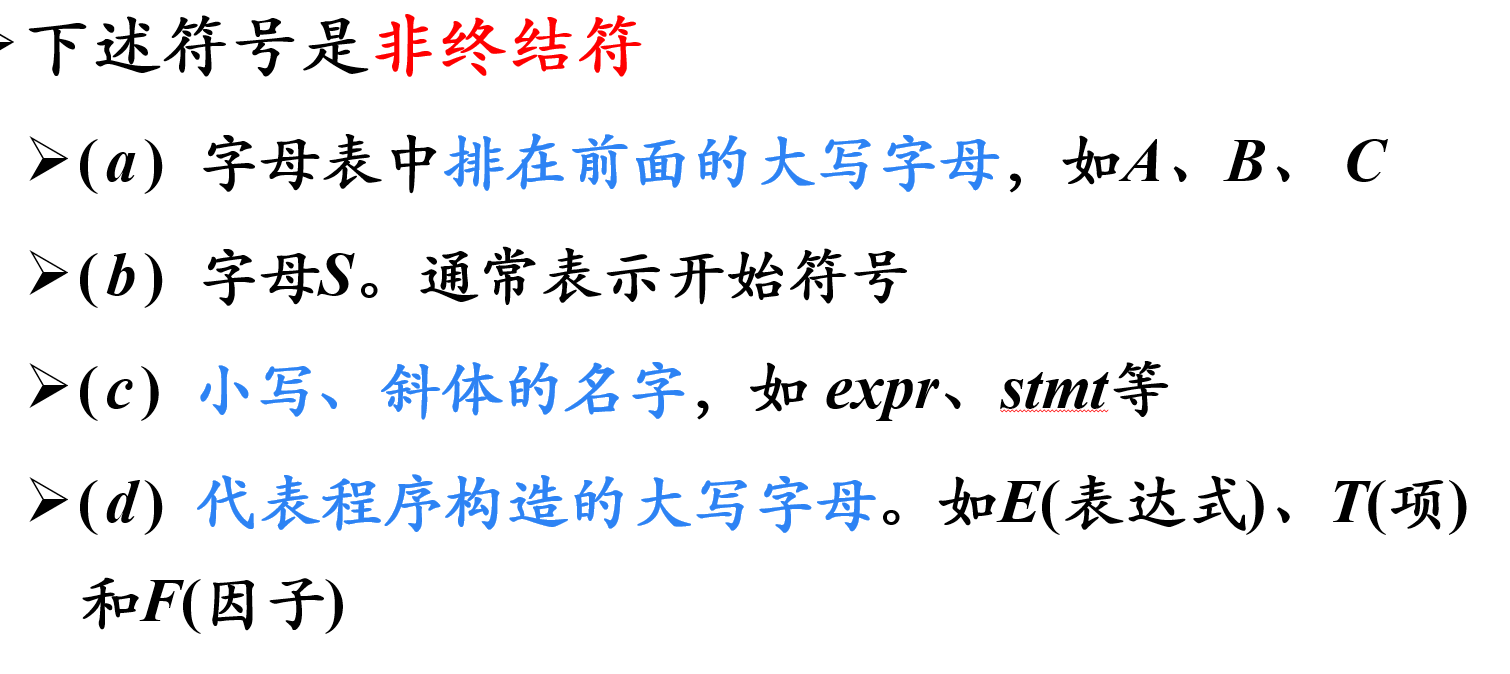 ➢下述符号是非终结符
➢(a) 字母表中排在前面的大写字母，如A、B、 C
➢(b) 字母S。通常表示开始符号
➢(c) 小写、斜体的名字，如 expr、stmt等
➢(d) 代表程序构造的大写字母。如E(表达式)、T(项)
和F(因子)